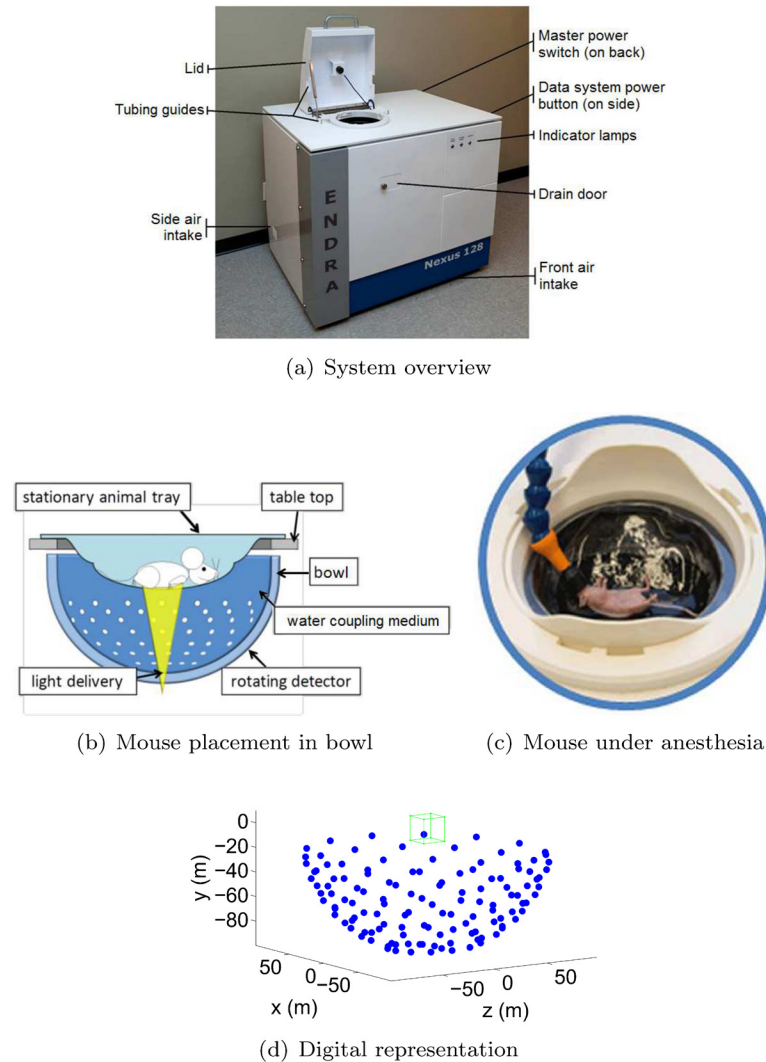 Lid
Tubing guides
Side air
intake
Master power
switch (on back)
Data system power
button (on side)
Indicator lamps
Drain door
Front air
intake
ENDRA
Nexus 128
(a) System overview
stationary animal tray
table top
bowl
water coupling medium
light delivery
rotating detector
(b) Mouse placement in bowl
(c) Mouse under anesthesia
0
−20
−40
−60
−80
y (m)
50
0
−50
x (m)
−50
0
50
z (m)
(d) Digital representation